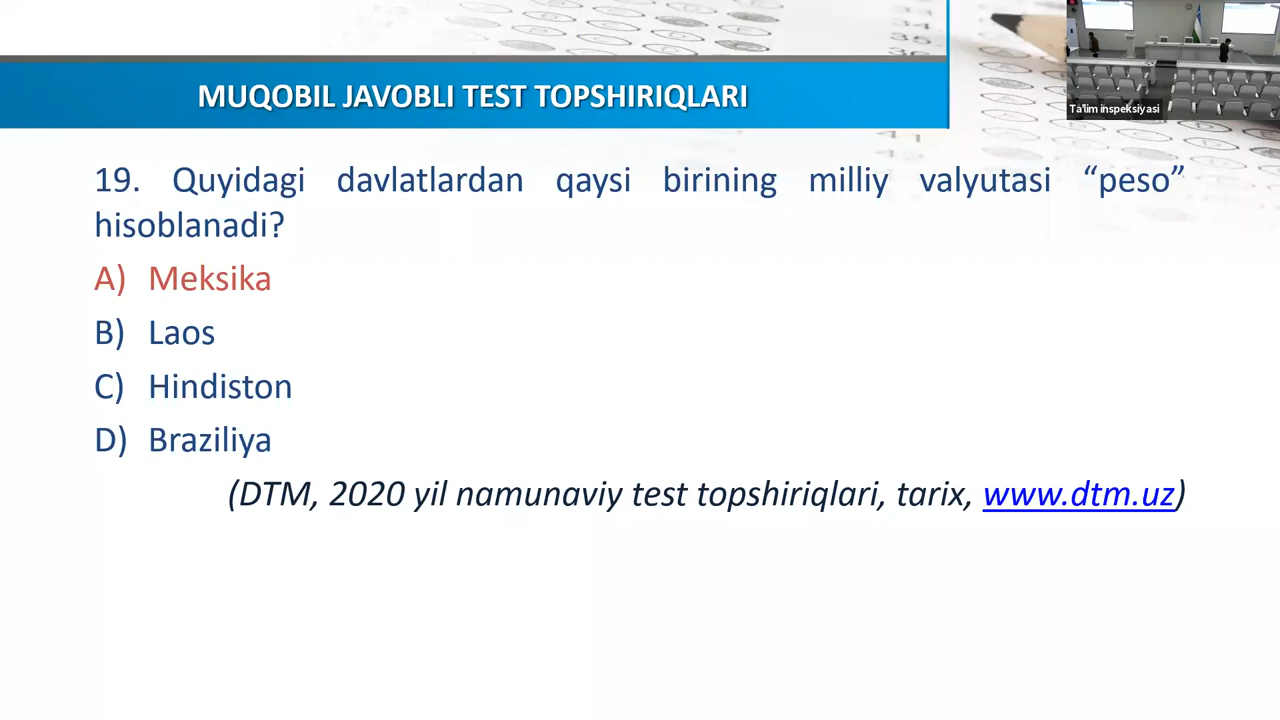 MUQOBIL JAVOBLI TEST TOPSHIRIQLARI
Ta'lim inspeksiyasi
19. Quyidagi davlatlardan qaysi birining milliy valyutasi “peso”
hisoblanadi?
A) Meksika
B) Laos
C) Hindiston
D) Braziliya
(DTM, 2020 yil namunaviy test topshiriqlari, tarix, www.dtm.uz)